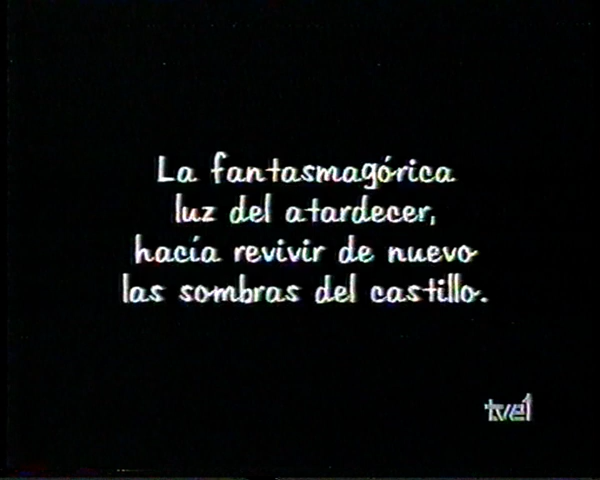 La fantasmagórica
luz del atardecer,
hacía revivir de nuevo
las sombras del castillo.
tve1